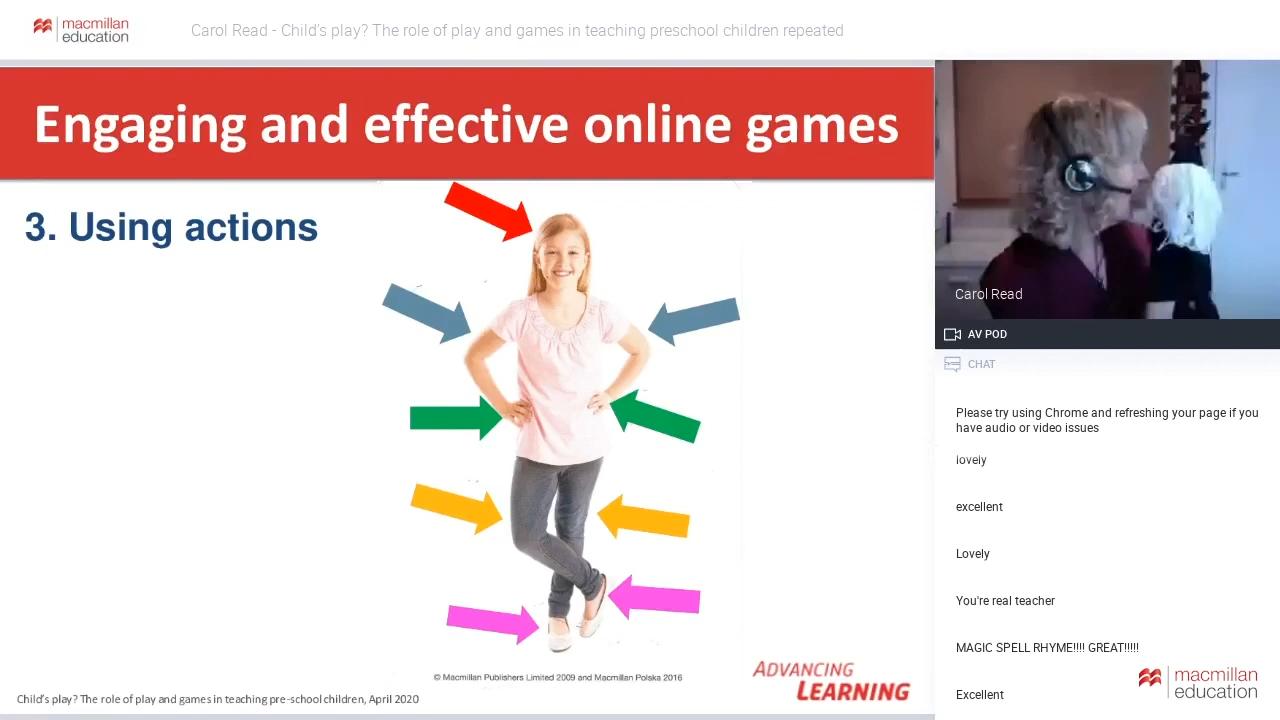 macmillan
education
Carol Read - Child's play? The role of play and games in teaching preschool children repeated
Engaging and effective online games
3. Using actions
© Macmillan Publishers Limited 2009 and Macmillan Polska 2016
ADVANCING
LEARNING
Child's play? The role of play and games in teaching pre-school children, April 2020
Carol Read
AV POD
CHAT
Please try using Chrome and refreshing your page if you
have audio or video issues
lovely
excellent
Lovely
You're real teacher
MAGIC SPELL RHYME!!!! GREAT!!!!!
Excellent
macmillan
education